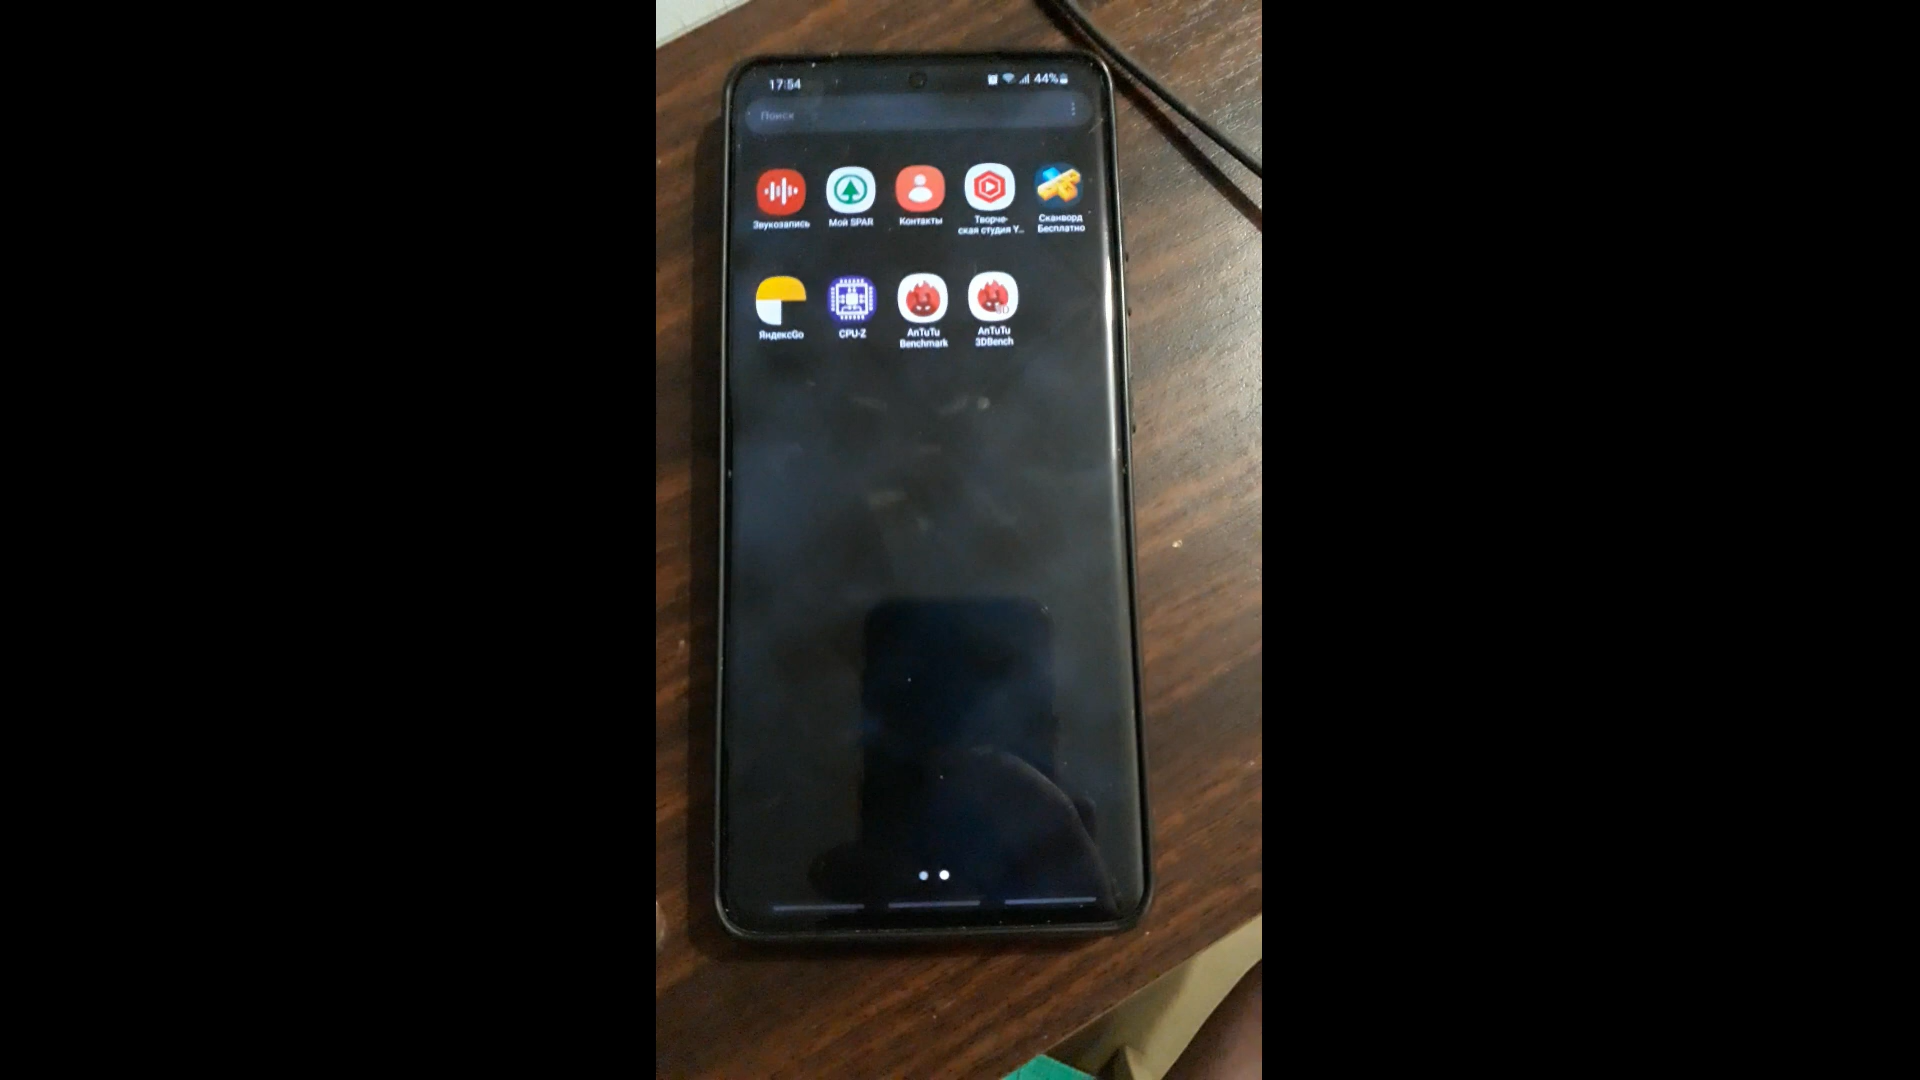 17:54
44%
Поиск
Звукозапись
Мой SPAR
Контакты
Творче-
ская студия Y...
Сканворд
Бесплатно
ЯндексGo
CPU-Z
AnTuTu
Benchmark
AnTuTu
3DBench